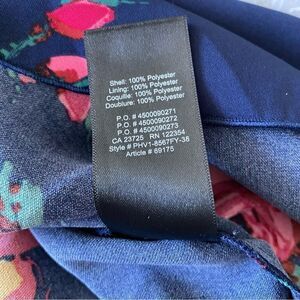 Shell: 100% Polyester
Lining: 100% Polyester
Coquille: 100% Polyester
Doublure: 100% Polyester
P.O. # 4500090271
P.O. # 4500090272
P.O. # 4500090273
CA 23725 RN 122354
Style # PHV1-8567FY-38
Article # 69175